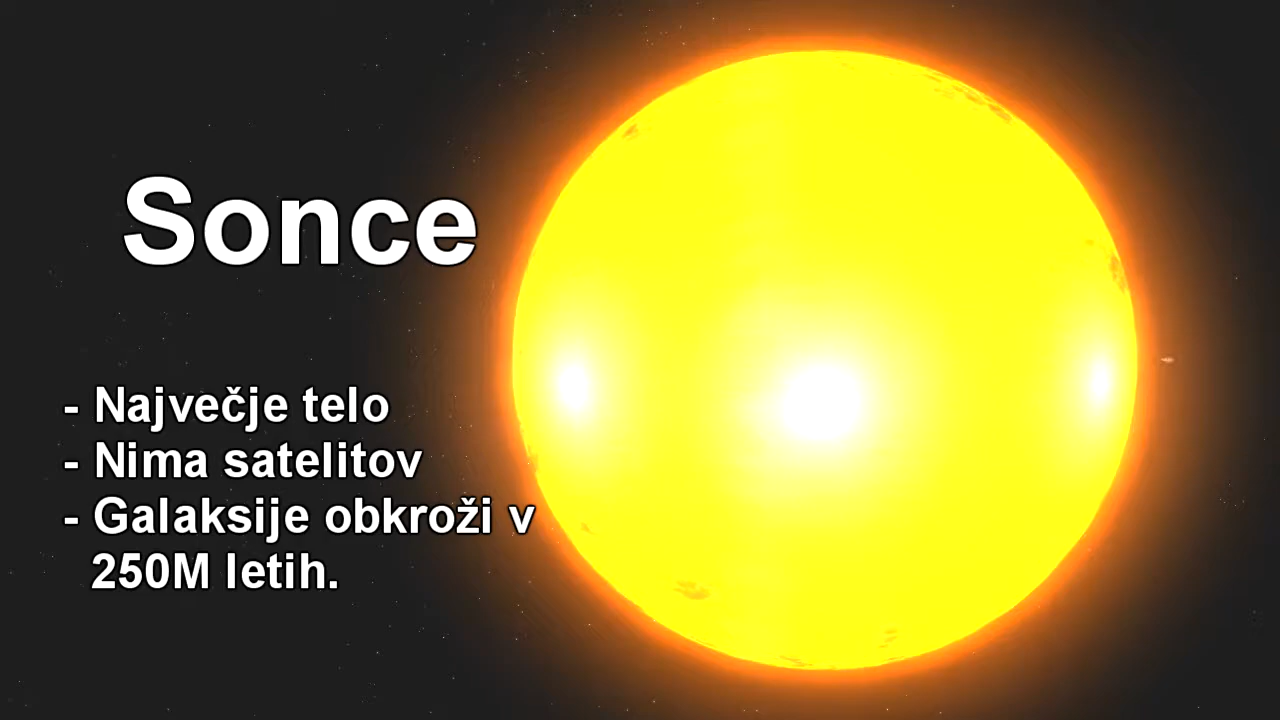 Sonce
- Največje telo
- Nima satelitov
- Galaksije obkroži v
250M letih.